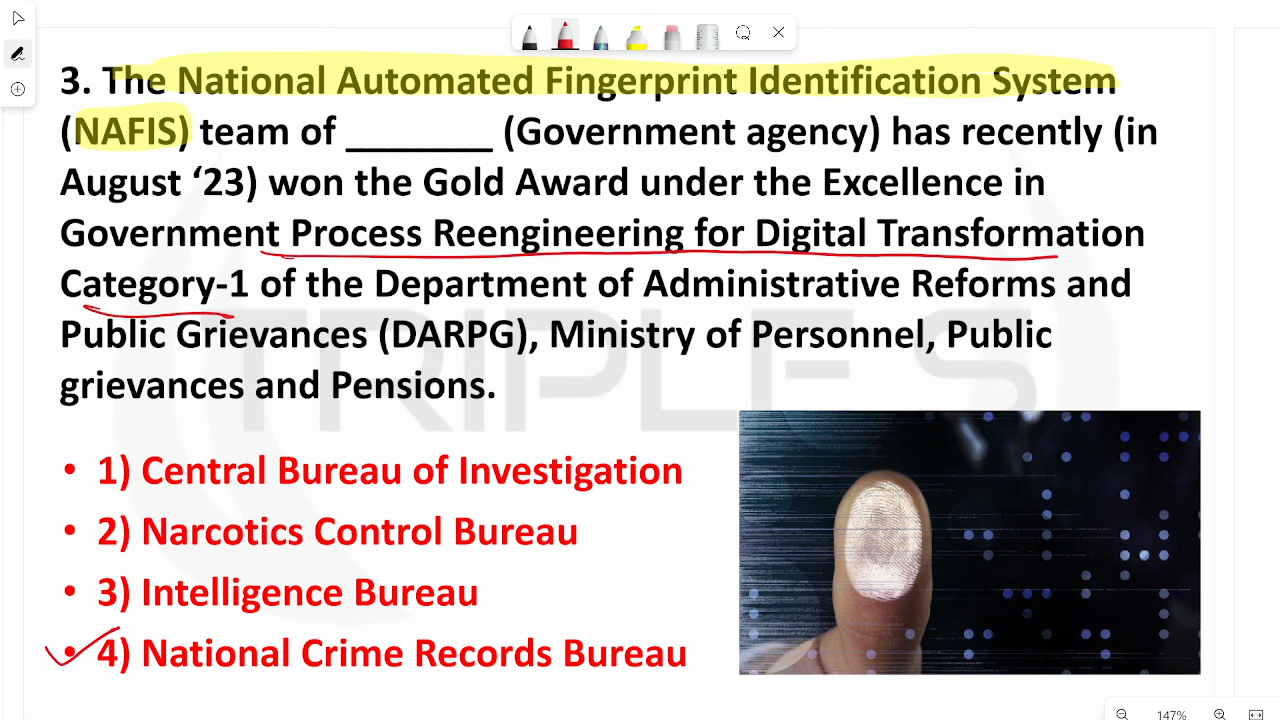 3. The National Automated Fingerprint Identification System
(NAFIS) team of _______ (Government agency) has recently (in
August ‘23) won the Gold Award under the Excellence in
Government Process Reengineering for Digital Transformation
Category-1 of the Department of Administrative Reforms and
Public Grievances (DARPG), Ministry of Personnel, Public
grievances and Pensions.
TRIPLE S
• 1) Central Bureau of Investigation
• 2) Narcotics Control Bureau
• 3) Intelligence Bureau
• 4) National Crime Records Bureau
147%